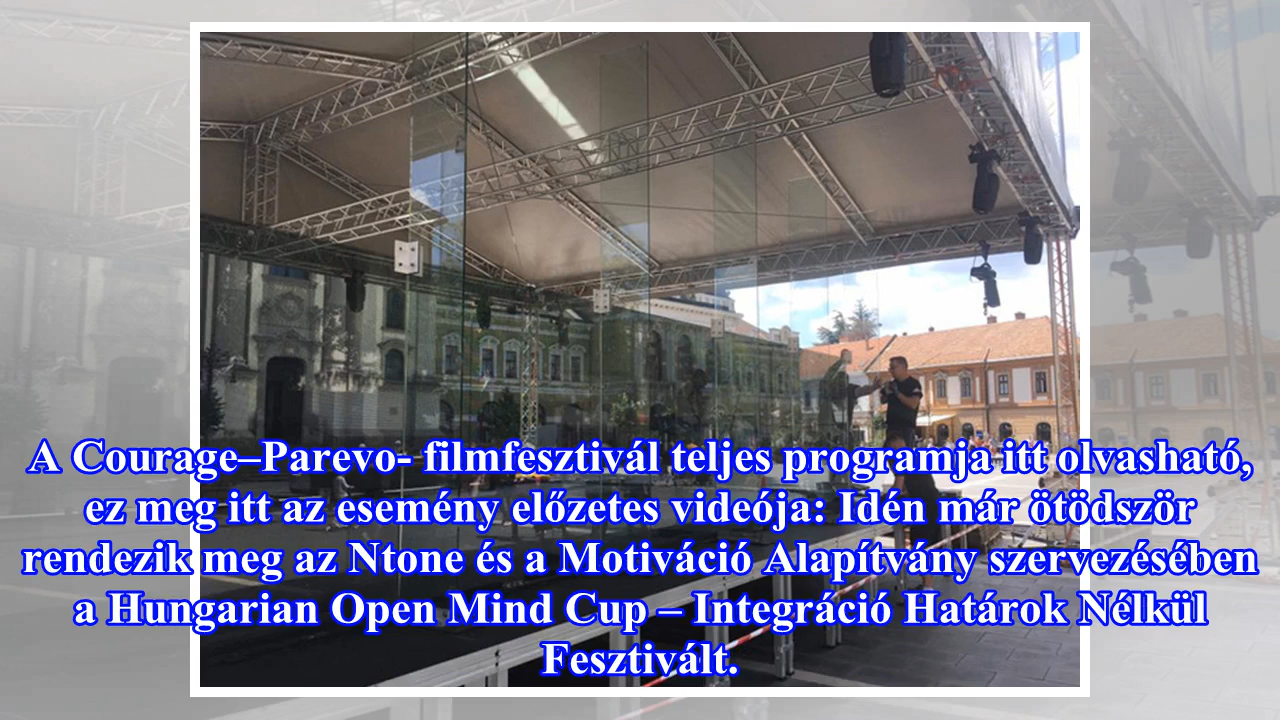 A Courage–Parevo- filmfesztivál teljes programja itt olvasható,
ez meg itt az esemény előzetes videója: Idén már ötödször
rendezik meg az Ntone és a Motiváció Alapítvány szervezésében
a Hungarian Open Mind Cup – Integráció Határok Nélkül
Fesztivált.